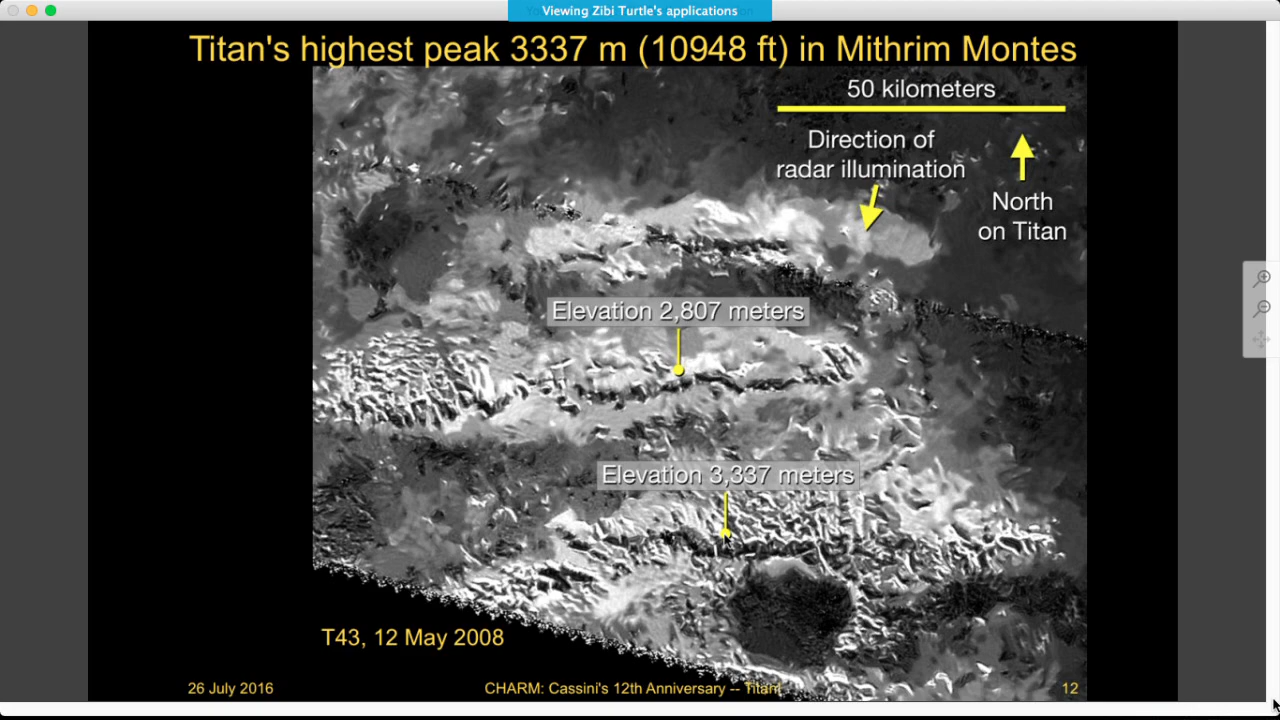 Viewing Zibi Turtle's applications
Titan's highest peak 3337 m (10948 ft) in Mithrim Montes
50 kilometers
Direction of
radar illumination
North
on Titan
Elevation 2,807 meters
Elevation 3,337 meters
T43, 12 May 2008
26 July 2016
CHARM: Cassini's 12th Anniversary -- Titan
12